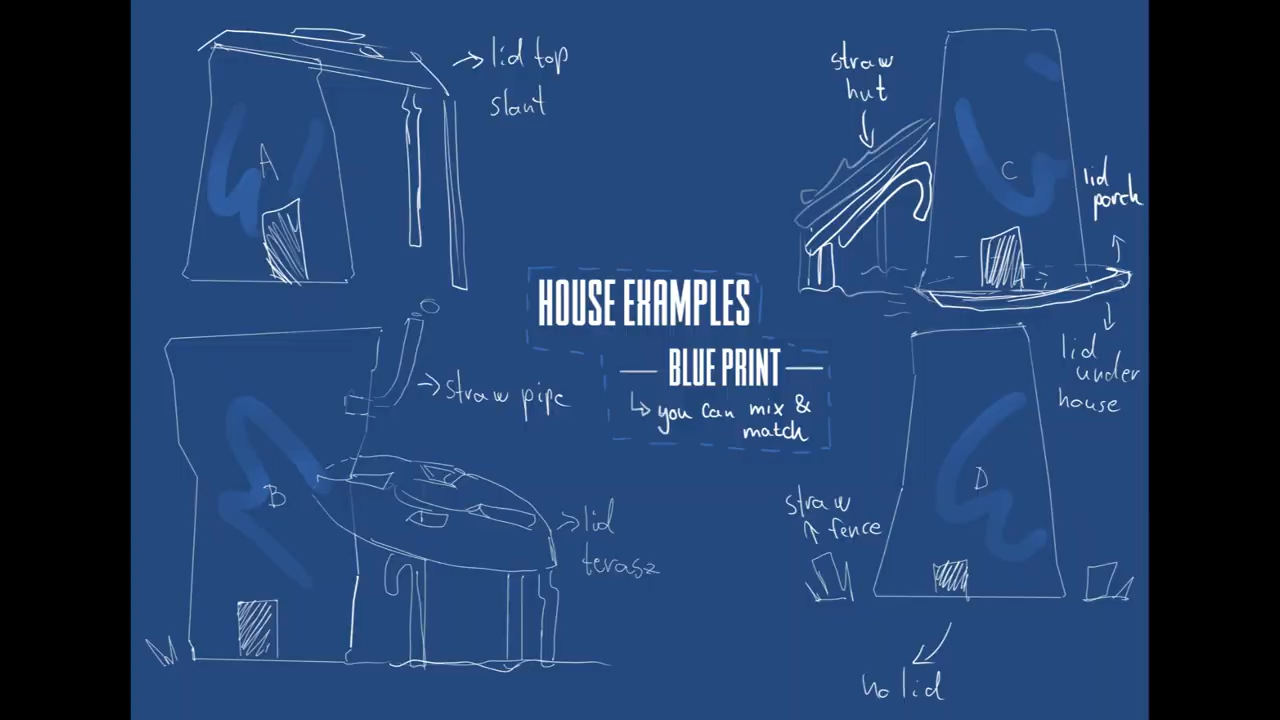 lid top
slant
A
straw
hut
C
lid
porch
HOUSE EXAMPLES
BLUE PRINT
you can mix &
match
straw pipe
B
lid
terasz
lid
under
house
D
straw
fence
no lid